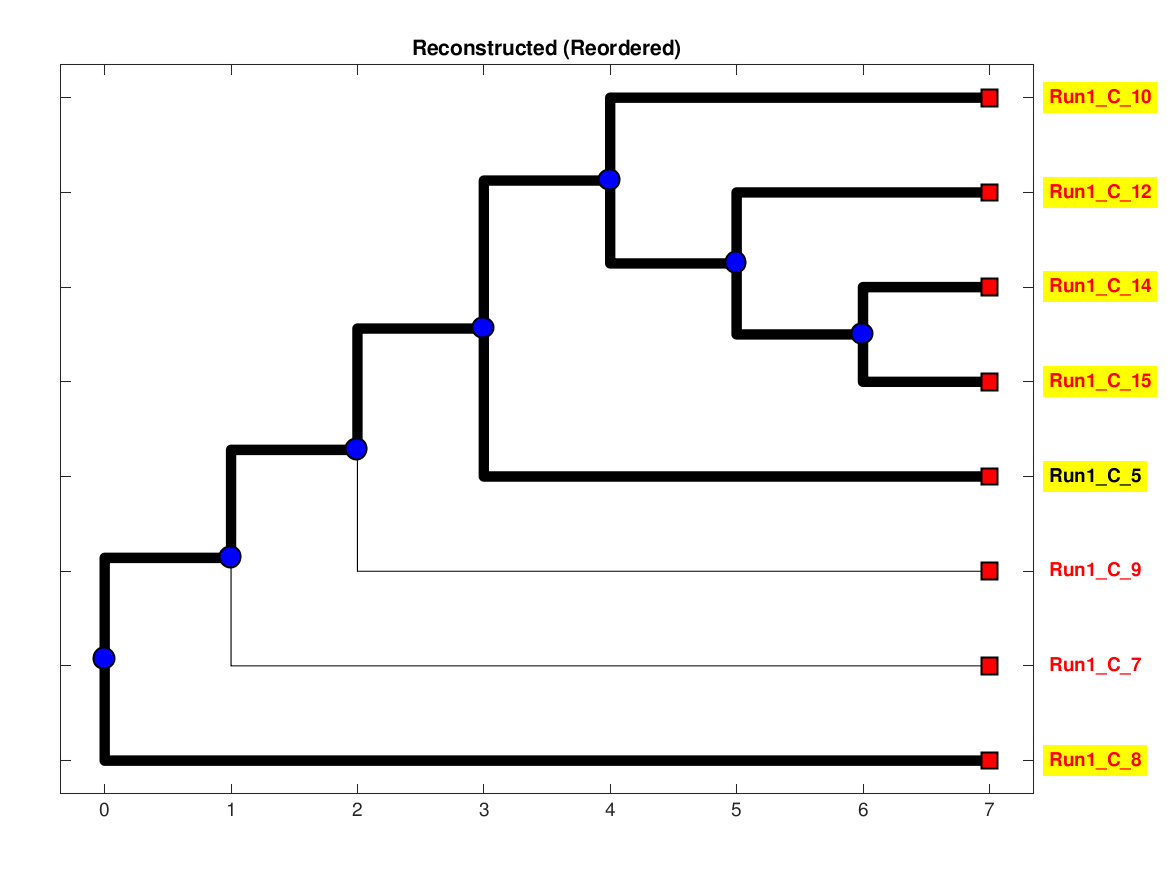 Reconstructed (Reordered)
Run1_C_10
Run1_C_12
Run1_C_14
Run1_C_15
Run1_C_5
Run1_C_9
Run1_C_7
Run1_C_8
0 1 2 3 4 5 6 7